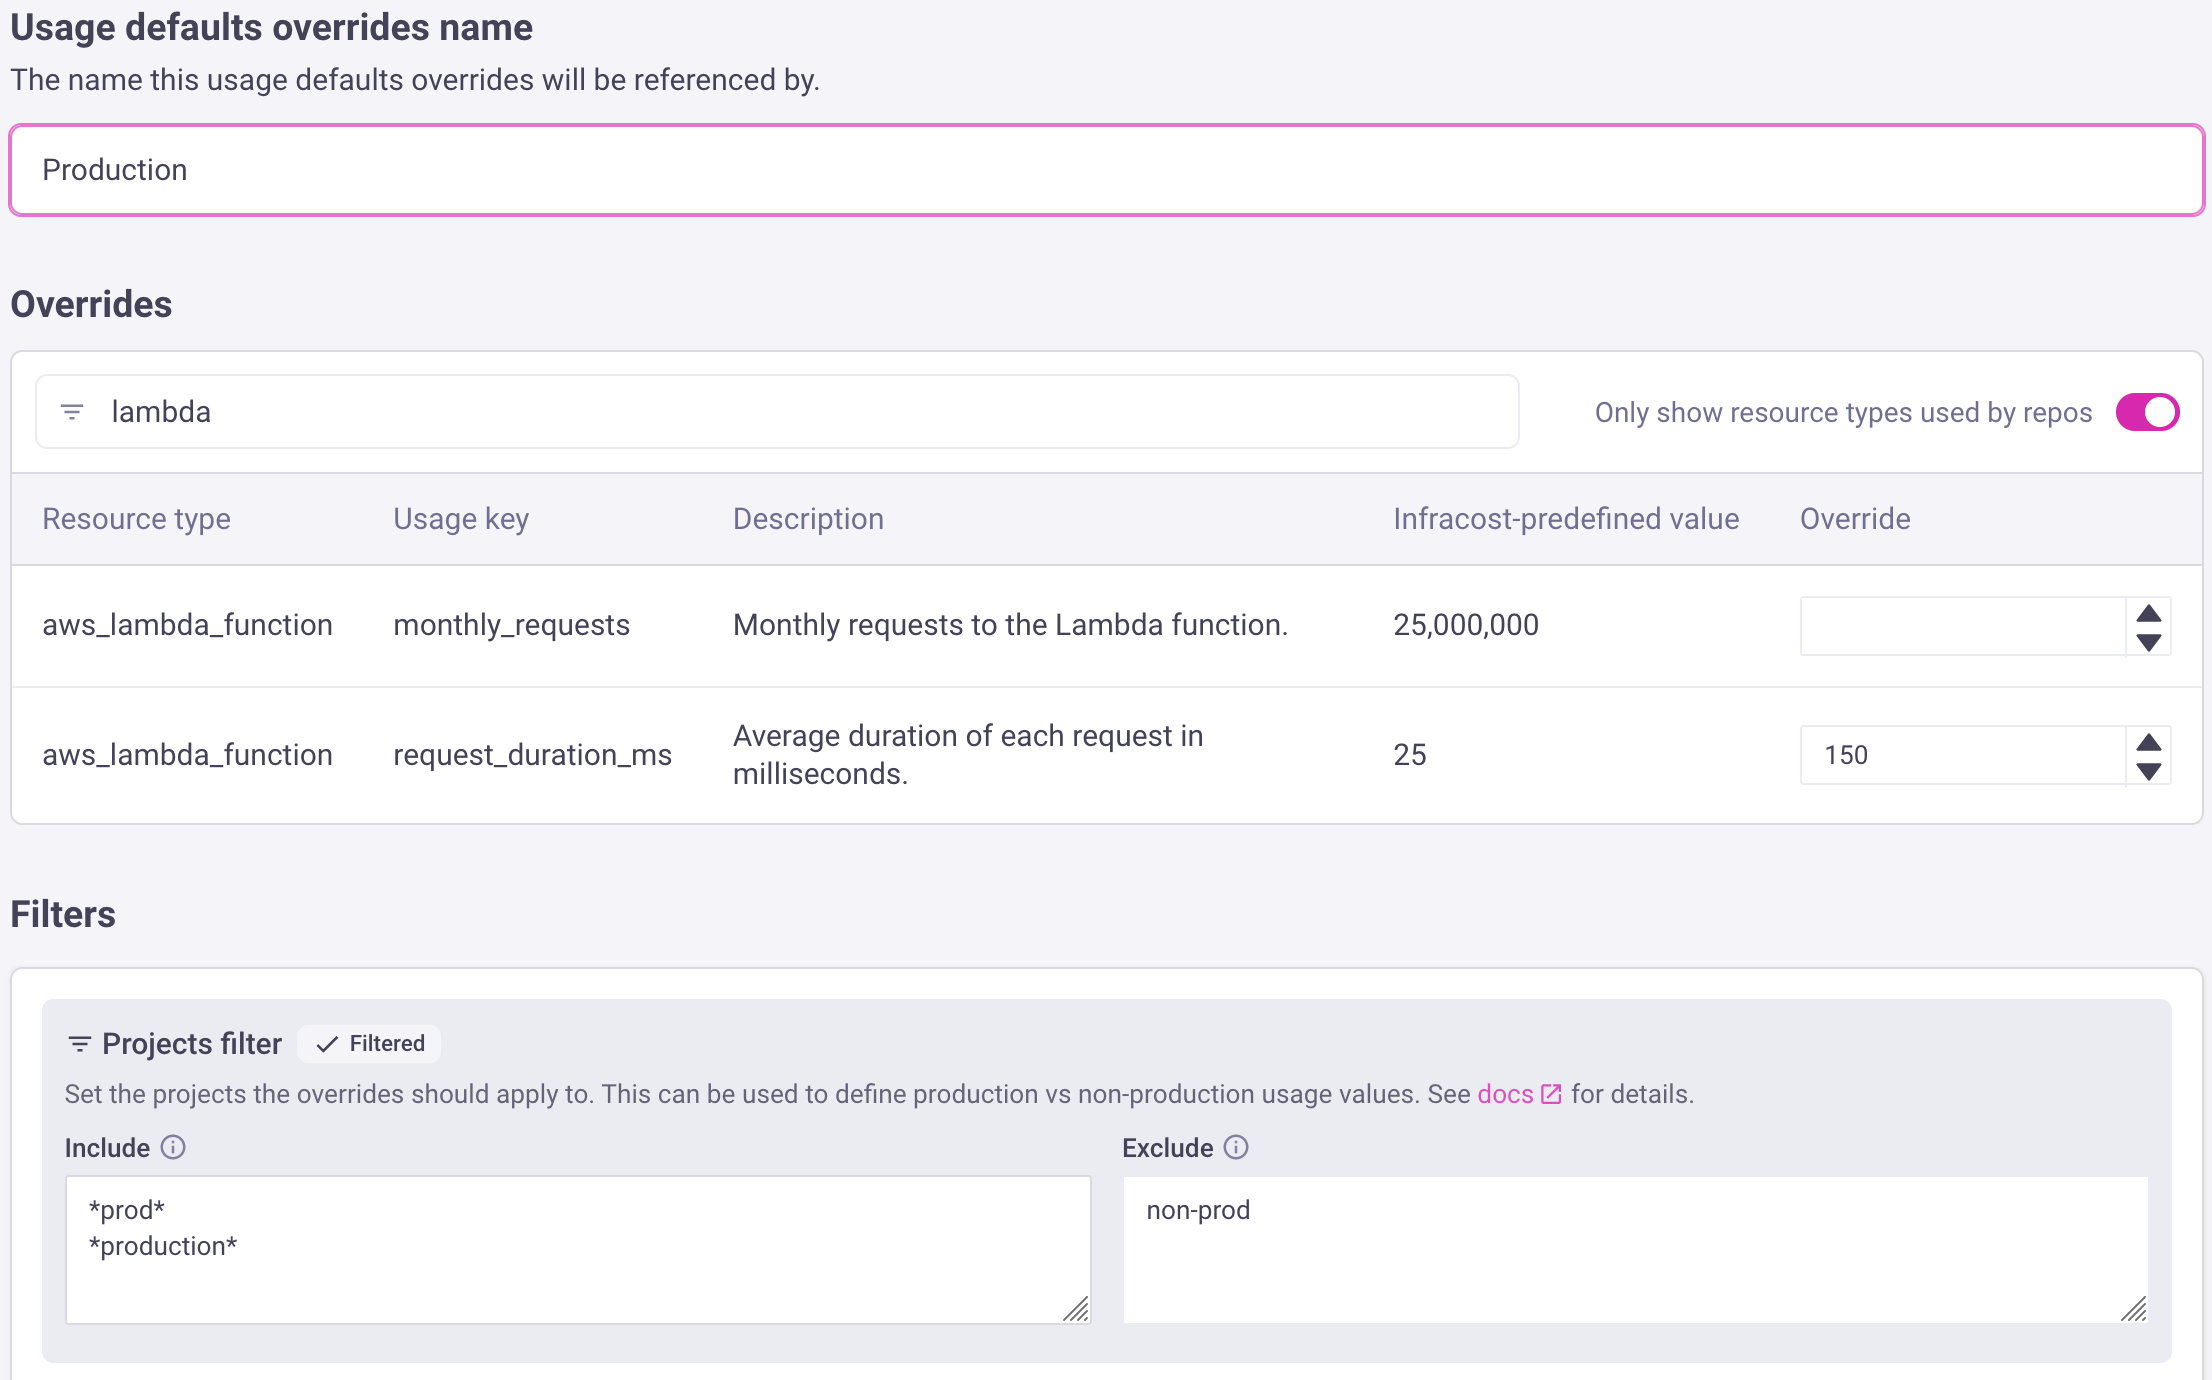 Usage defaults overrides name
The name this usage defaults overrides will be referenced by.
Production
Overrides
lambda
Only show resource types used by repos
Resource type Usage key Description Infracost-predefined value Override
aws_lambda_function monthly_requests Monthly requests to the Lambda function. 25,000,000
aws_lambda_function request_duration_ms Average duration of each request in milliseconds. 25 150
Filters
Projects filter Filtered
Set the projects the overrides should apply to. This can be used to define production vs non-production usage values. See docs for details.
Include
*prod*
*production*
Exclude
non-prod